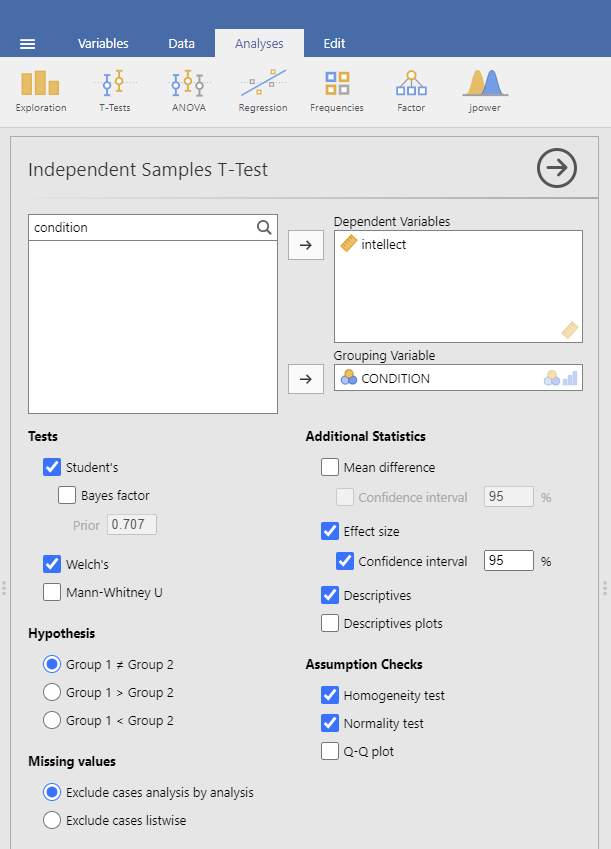 Variables Data Analyses Edit
Exploration T-Tests ANOVA Regression Frequencies Factor jpower
Independent Samples T-Test
condition
Dependent Variables
intellect
Grouping Variable
CONDITION
Tests
Student's
Bayes factor
Prior 0.707
Welch's
Mann-Whitney U
Hypothesis
Group 1 ≠ Group 2
Group 1 > Group 2
Group 1 < Group 2
Missing values
Exclude cases analysis by analysis
Exclude cases listwise
Additional Statistics
Mean difference
Confidence interval 95 %
Effect size
Confidence interval 95 %
Descriptives
Descriptives plots
Assumption Checks
Homogeneity test
Normality test
Q-Q plot